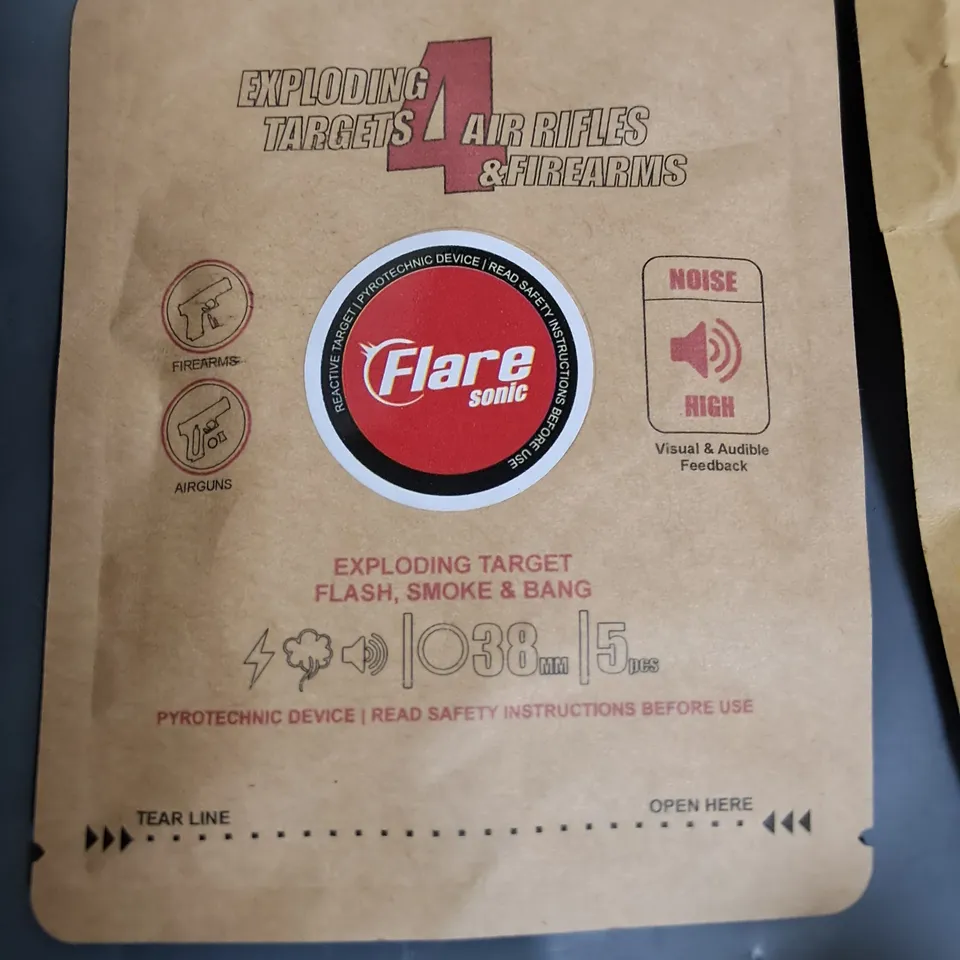 EXPLODING
TARGETS 4 AIR RIFLES
&FIREARMS
REACTIVE TARGET | PYROTECHNIC DEVICE | READ SAFETY INSTRUCTIONS BEFORE USE
Flare
sonic
FIREARMS
AIRGUNS
NOISE
HIGH
Visual & Audible
Feedback
EXPLODING TARGET
FLASH, SMOKE & BANG
38MM | 5pcs
PYROTECHNIC DEVICE | READ SAFETY INSTRUCTIONS BEFORE USE
TEAR LINE
OPEN HERE